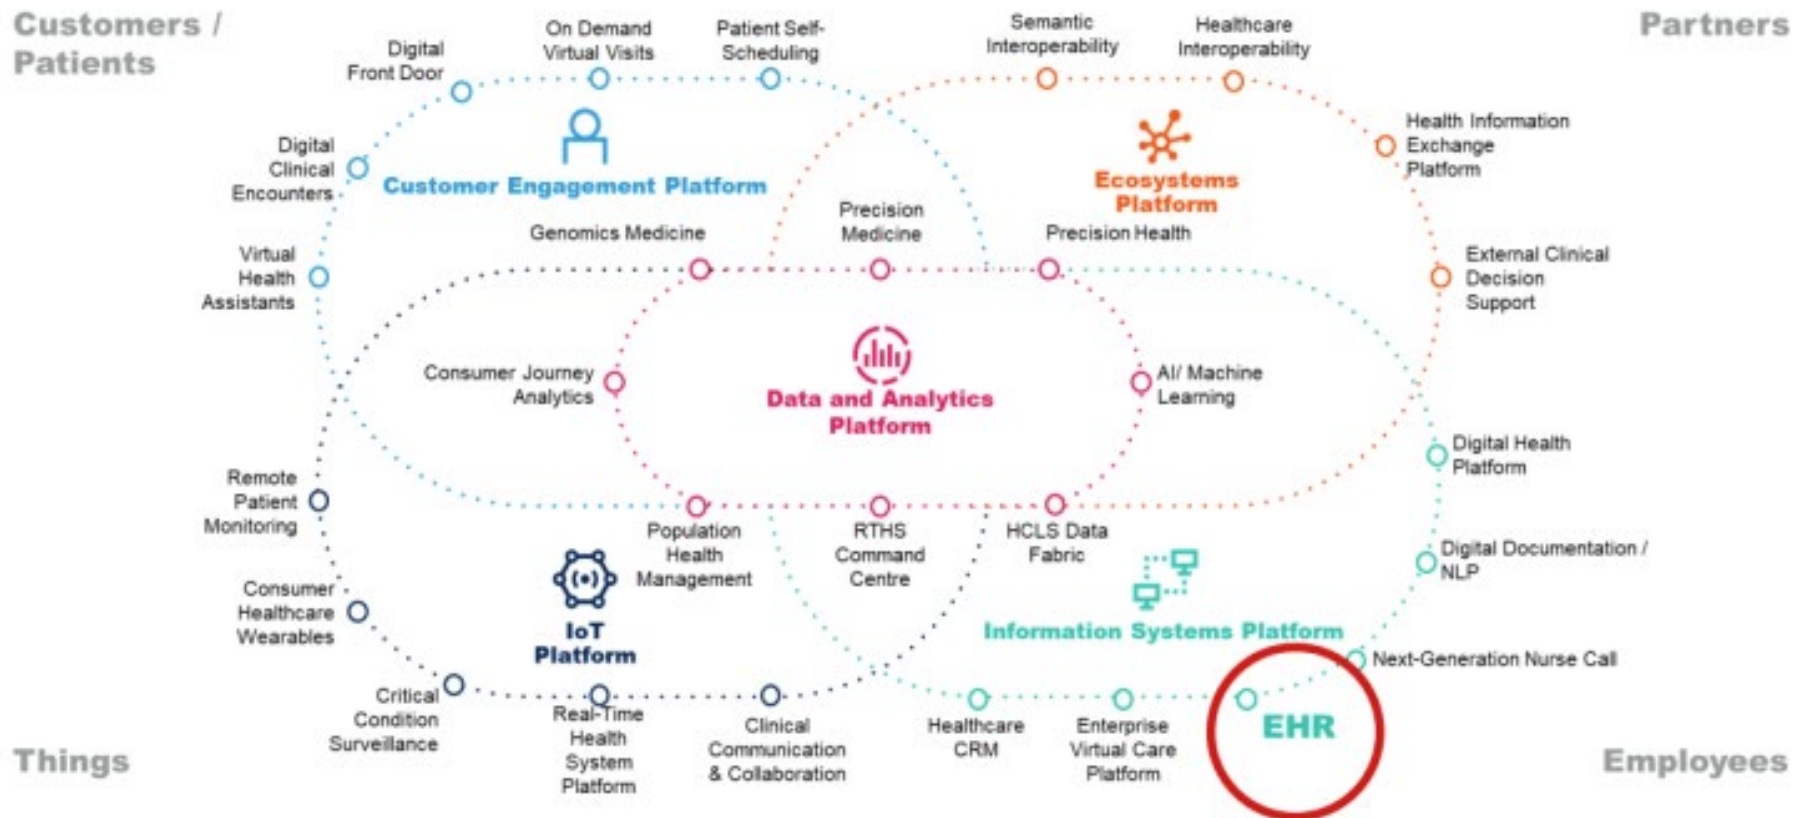 Customers /
Patients
Partners
Digital
Front Door
On Demand
Virtual Visits
Patient Self-
Scheduling
Semantic
Interoperability
Healthcare
Interoperability
Digital
Clinical
Encounters
Customer Engagement Platform
Ecosystems
Platform
Health Information
Exchange
Platform
Virtual
Health
Assistants
Genomics Medicine
Precision
Medicine
Precision Health
External Clinical
Decision
Support
Consumer Journey
Analytics
Data and Analytics
Platform
AI/ Machine
Learning
Remote
Patient
Monitoring
Population
Health
Management
RTHS
Command
Centre
HCLS Data
Fabric
Digital Health
Platform
Digital Documentation /
NLP
Consumer
Healthcare
Wearables
IoT
Platform
Information Systems Platform
Next-Generation Nurse Call
Critical
Condition
Surveillance
Real-Time
Health
System
Platform
Clinical
Communication
& Collaboration
Healthcare
CRM
Enterprise
Virtual Care
Platform
EHR
Things
Employees